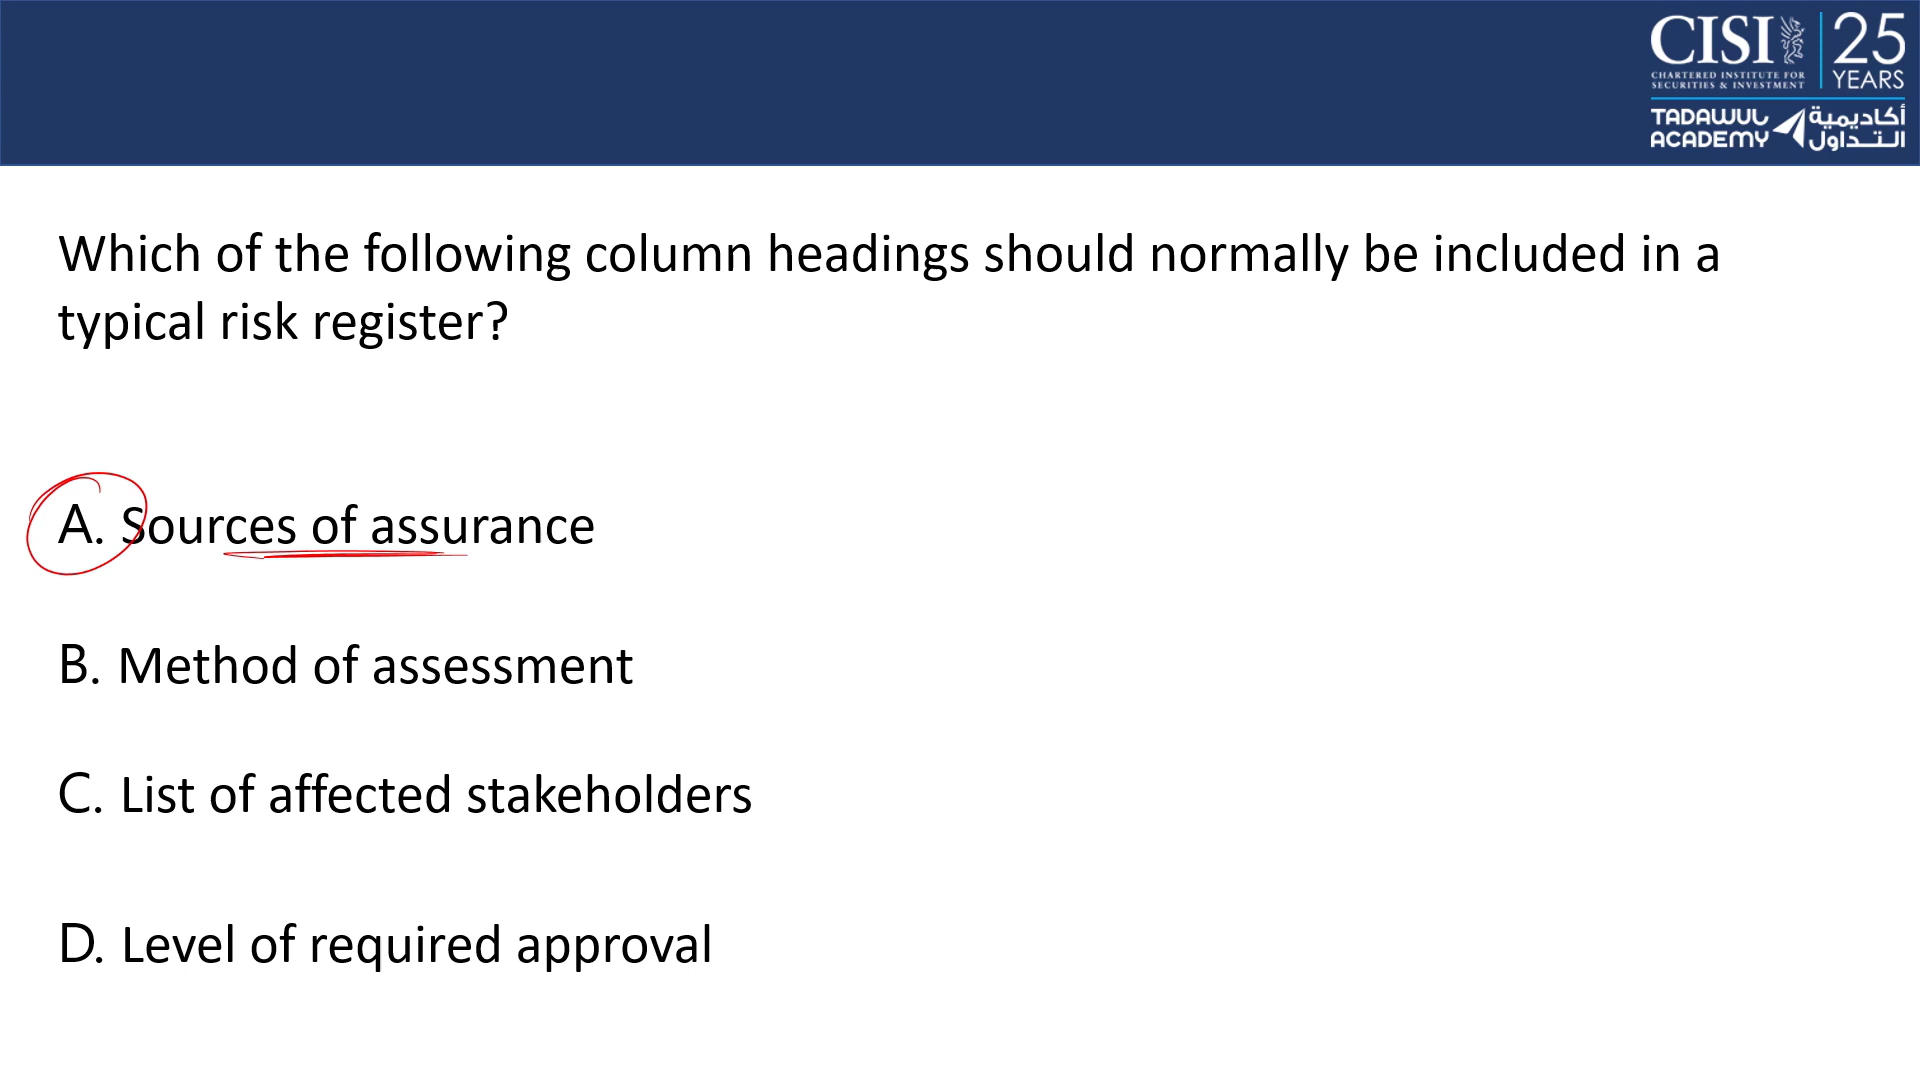 CISI 25
YEARS
CHARTERED INSTITUTE FOR
SECURITIES & INVESTMENT
TADAWUL أكاديمية
ACADEMY التداول
Which of the following column headings should normally be included in a
typical risk register?
A. Sources of assurance
B. Method of assessment
C. List of affected stakeholders
D. Level of required approval